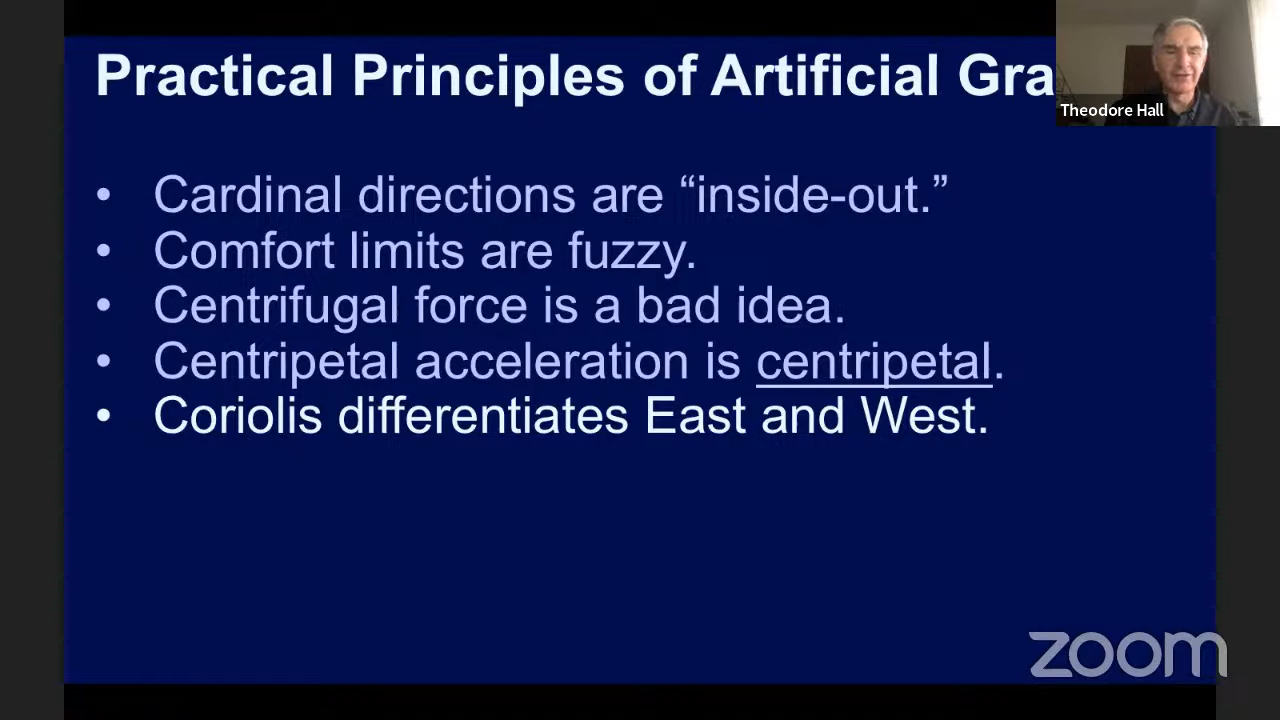 Practical Principles of Artificial Gra
Theodore Hall
• Cardinal directions are “inside-out.”
• Comfort limits are fuzzy.
• Centrifugal force is a bad idea.
• Centripetal acceleration is centripetal.
• Coriolis differentiates East and West.
zoom